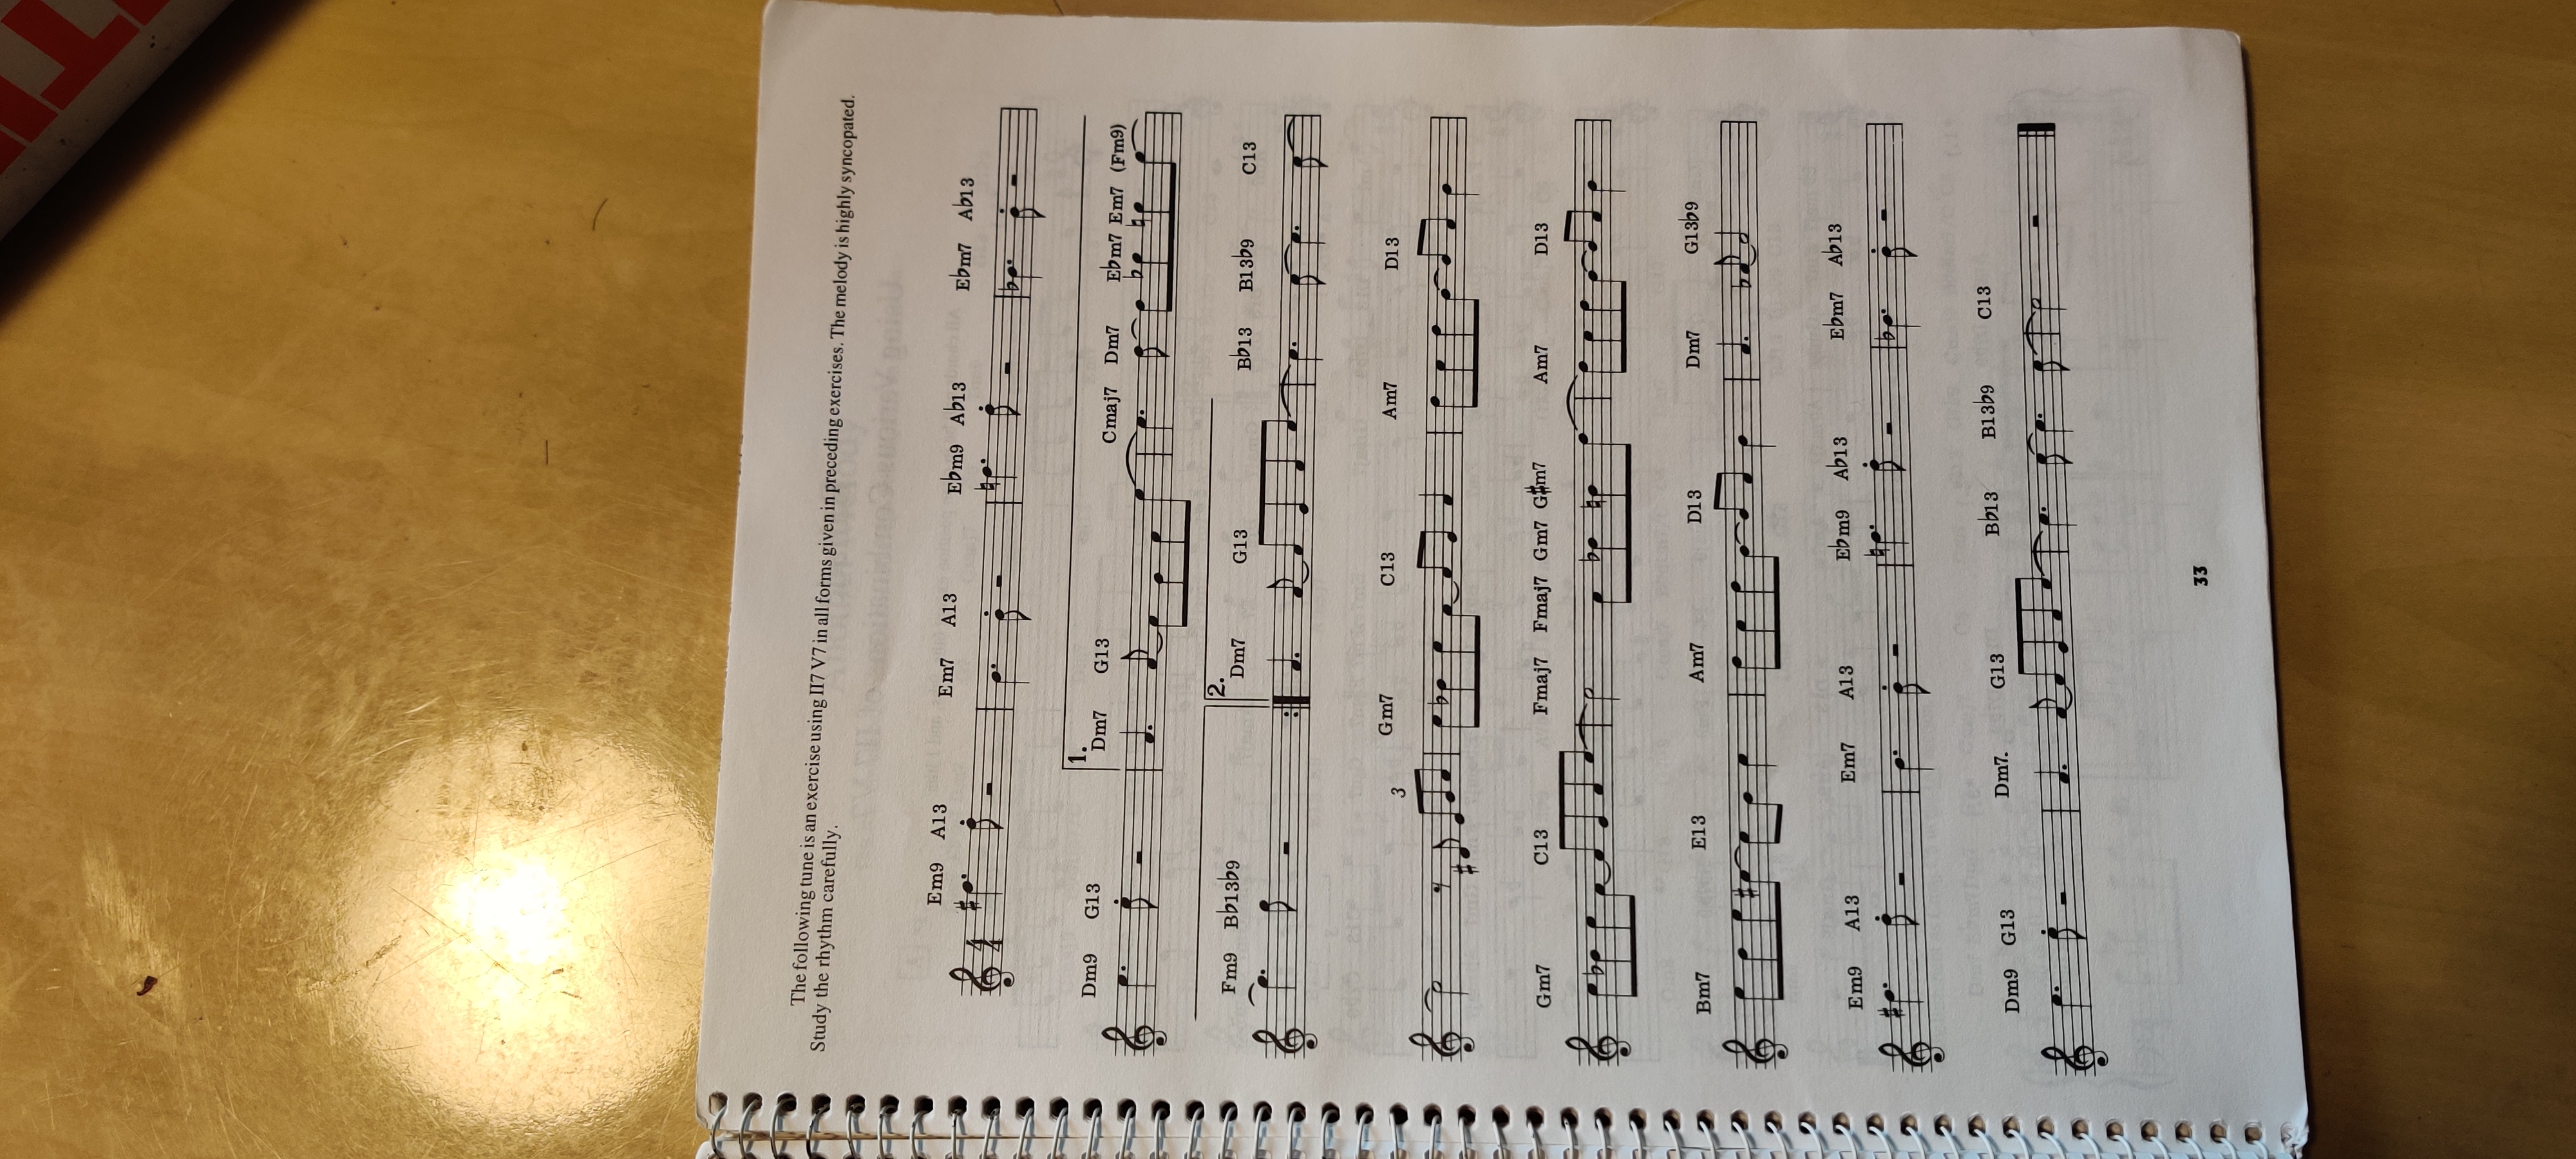 The following tune is an exercise using II7 V7 in all forms given in preceding exercises. The melody is highly syncopated.
Study the rhythm carefully.
Em9 A13 Em7 A13 E♭m9 A♭13 E♭m7 A♭13
4
4
1.
Dm9 G13 Dm7 G13 Cmaj7 Dm7 E♭m7 Em7 (Fm9)
2.
Fm9 B♭13♭9 Dm7 G13 B♭13 B13♭9 C13
3 Gm7 C13 Am7 D13
Gm7 C13 Fmaj7 Fmaj7 Gm7 G♯m7 Am7 D13
Bm7 E13 Am7 D13 Dm7 G13♭9
Em9 A13 Em7 A13 E♭m9 A♭13 E♭m7 A♭13
Dm9 G13 Dm7. G13 B♭13 B13♭9 C13
33